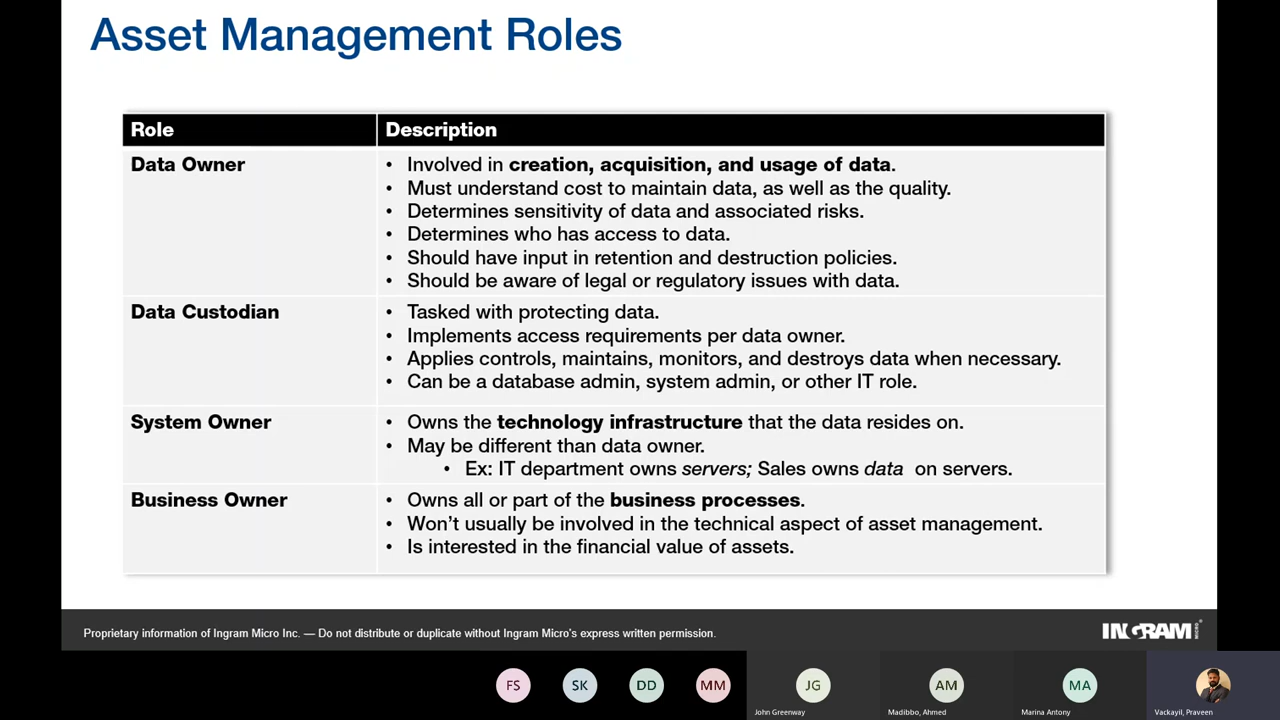 Asset Management Roles
Role
Description
Data Owner
• Involved in creation, acquisition, and usage of data.
• Must understand cost to maintain data, as well as the quality.
• Determines sensitivity of data and associated risks.
• Determines who has access to data.
• Should have input in retention and destruction policies.
• Should be aware of legal or regulatory issues with data.
Data Custodian
• Tasked with protecting data.
• Implements access requirements per data owner.
• Applies controls, maintains, monitors, and destroys data when necessary.
• Can be a database admin, system admin, or other IT role.
System Owner
• Owns the technology infrastructure that the data resides on.
• May be different than data owner.
• Ex: IT department owns servers; Sales owns data on servers.
Business Owner
• Owns all or part of the business processes.
• Won't usually be involved in the technical aspect of asset management.
• Is interested in the financial value of assets.
Proprietary information of Ingram Micro Inc. — Do not distribute or duplicate without Ingram Micro's express written permission.
INGRAM MICRO
FS
SK
DD
MM
JG
AM
MA
John Greenway
Madibbo, Ahmed
Marina Antony
Vackayil, Praveen